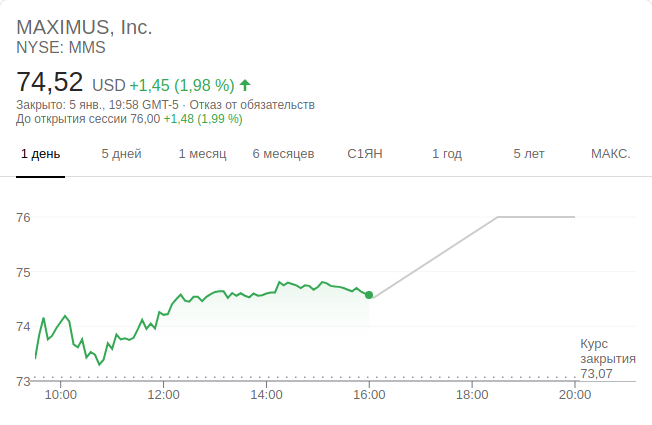 MAXIMUS, Inc.
NYSE: MMS
74,52 USD +1,45 (1,98 %)
Закрыто: 5 янв., 19:58 GMT-5 · Отказ от обязательств
До открытия сессии 76,00 +1,48 (1,99 %)
1 день 5 дней 1 месяц 6 месяцев С1ЯН 1 год 5 лет МАКС.
76
75
74
Курс
закрытия
73,07
73
10:00 12:00 14:00 16:00 18:00 20:00